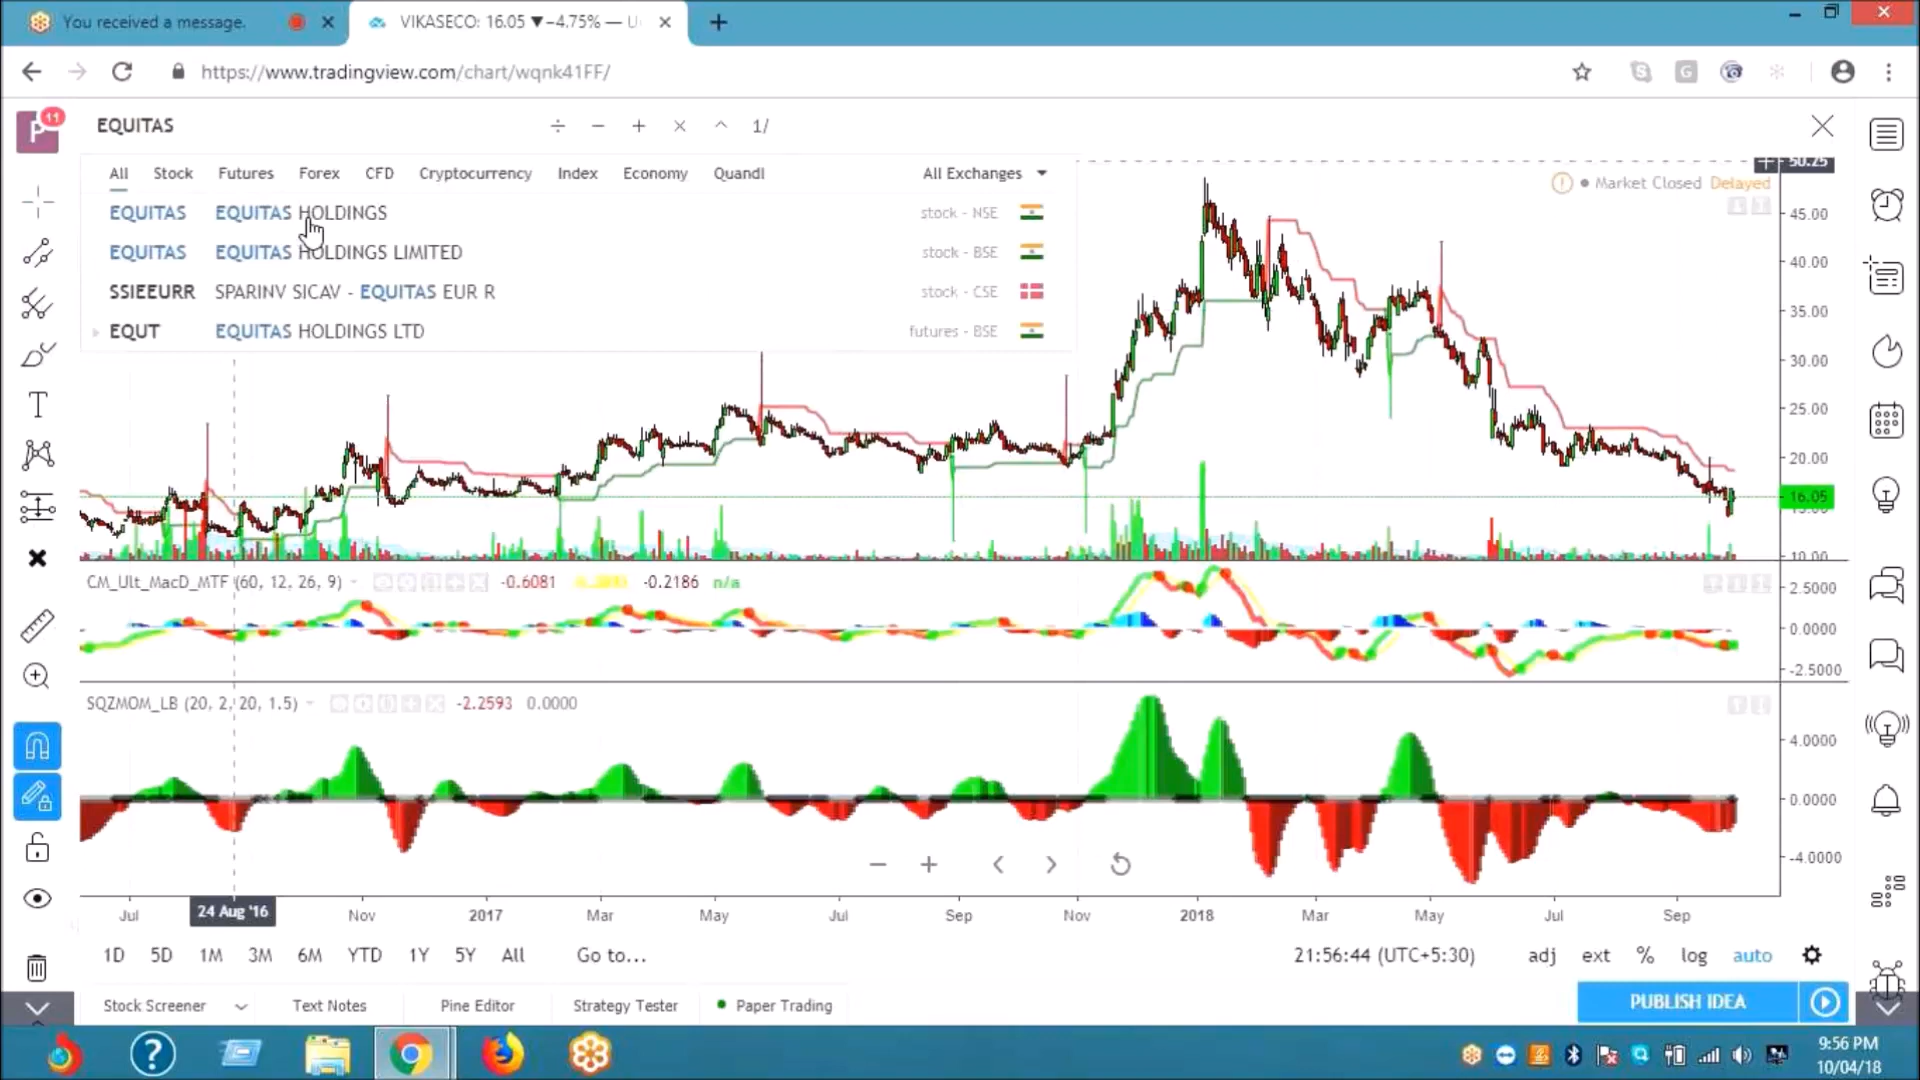 You received a message.
VIKASECO: 16.05 ▼−4.75% — U
https://www.tradingview.com/chart/wqnk41FF/
11
P
EQUITAS
÷ − + × ^ 1/
All Stock Futures Forex CFD Cryptocurrency Index Economy Quandl All Exchanges
EQUITAS EQUITAS HOLDINGS stock - NSE
EQUITAS EQUITAS HOLDINGS LIMITED stock - BSE
SSIEEURR SPARINV SICAV - EQUITAS EUR R stock - CSE
EQUT EQUITAS HOLDINGS LTD futures - BSE
50.25
Market Closed Delayed
45.00
40.00
35.00
30.00
25.00
20.00
16.05
15.00
10.00
CM_Ult_MacD_MTF (60, 12, 26, 9) -0.6081 -0.2186 n/a
2.5000
0.0000
-2.5000
SQZMOM_LB (20, 2, 20, 1.5) -2.2593 0.0000
4.0000
0.0000
-4.0000
Jul 24 Aug '16 Nov 2017 Mar May Jul Sep Nov 2018 Mar May Jul Sep
1D 5D 1M 3M 6M YTD 1Y 5Y All Go to... 21:56:44 (UTC+5:30) adj ext % log auto
Stock Screener Text Notes Pine Editor Strategy Tester Paper Trading PUBLISH IDEA
9:56 PM
10/04/18